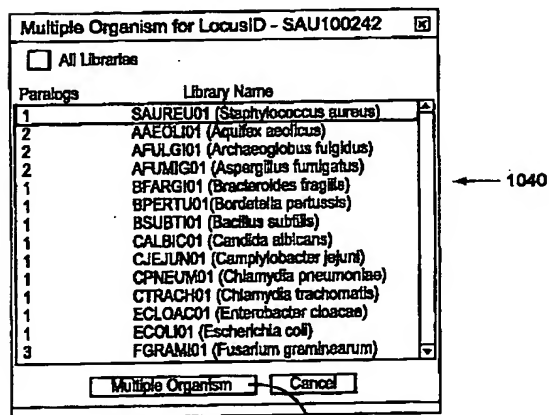 Multiple Organism for LocusID - SAU100242
All Libraries
Paralogs Library Name
1 SAUREU01 (Staphylococcus aureus)
2 AAEOLI01 (Aquifex aeolicus)
2 AFULGI01 (Archaeoglobus fulgidus)
2 AFUMIG01 (Aspergillus fumigatus)
1 BFARGI01 (Bracteroides fragilis)
1 BPERTU01(Bordetella pertussis)
1 BSUBTI01 (Bacillus subtilis)
1 CALBIC01 (Candida albicans)
1 CJEJUN01 (Camplylobacter jejuni)
1 CPNEUM01 (Chlamydia pneumoniae)
1 CTRACH01 (Chlamydia trachomatis)
1 ECLOAC01 (Enterobacter cloacae)
1 ECOLI01 (Escherichia coli)
3 FGRAMI01 (Fusarium graminearum)
1040
Multiple Organism Cancel